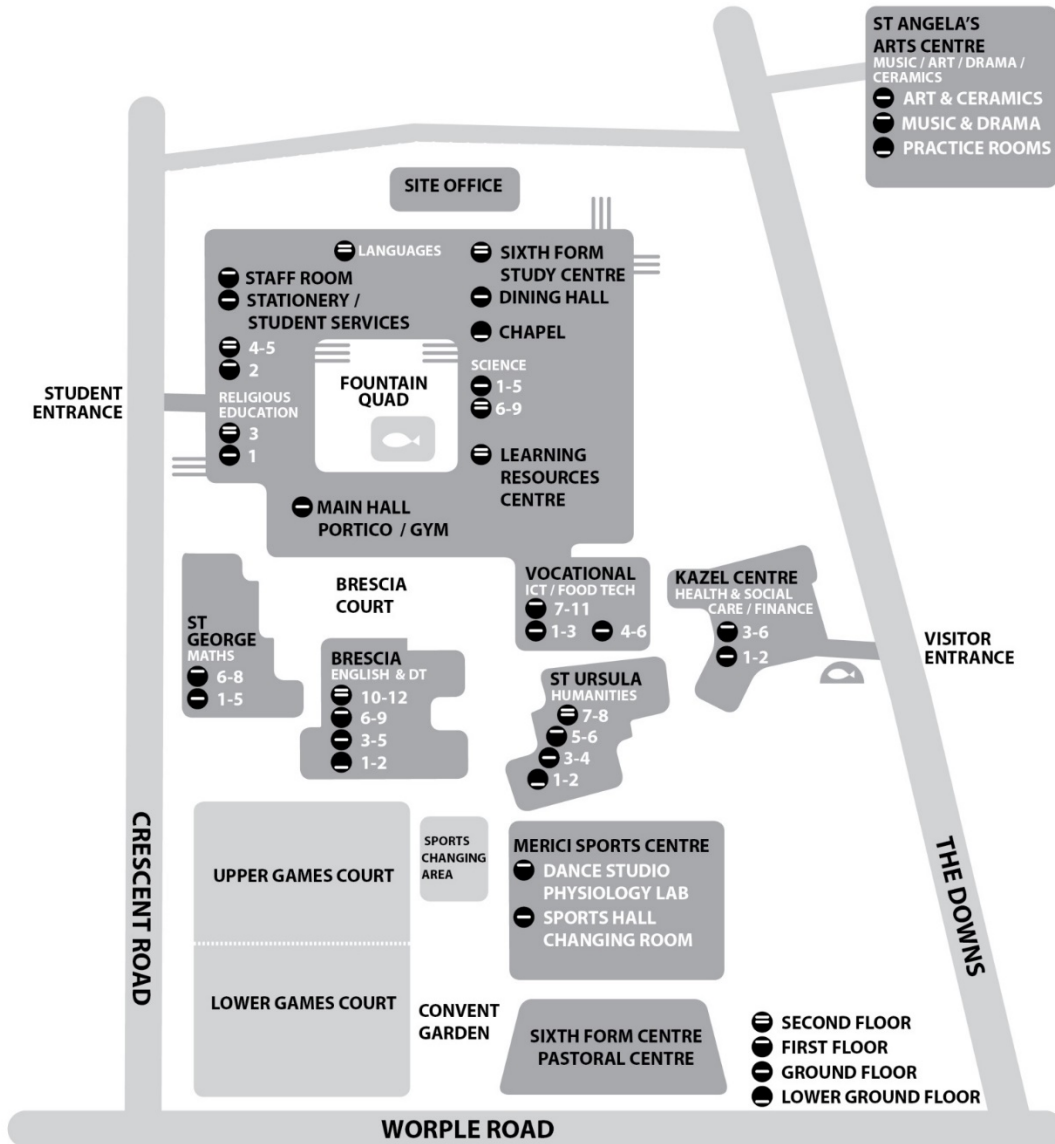 ST ANGELA'S
ARTS CENTRE
MUSIC / ART / DRAMA /
CERAMICS
ART & CERAMICS
MUSIC & DRAMA
PRACTICE ROOMS
SITE OFFICE
LANGUAGES
STAFF ROOM
STATIONERY /
STUDENT SERVICES
4-5
2
RELIGIOUS
EDUCATION
3
1
SIXTH FORM
STUDY CENTRE
DINING HALL
CHAPEL
SCIENCE
1-5
6-9
LEARNING
RESOURCES
CENTRE
FOUNTAIN
QUAD
STUDENT
ENTRANCE
MAIN HALL
PORTICO / GYM
BRESCIA
COURT
VOCATIONAL
ICT / FOOD TECH
7-11
1-3 4-6
KAZEL CENTRE
HEALTH & SOCIAL
CARE / FINANCE
3-6
1-2
VISITOR
ENTRANCE
ST
GEORGE
MATHS
6-8
1-5
BRESCIA
ENGLISH & DT
10-12
6-9
3-5
1-2
ST URSULA
HUMANITIES
7-8
5-6
3-4
1-2
CRESCENT ROAD
UPPER GAMES COURT
SPORTS
CHANGING
AREA
MERICI SPORTS CENTRE
DANCE STUDIO
PHYSIOLOGY LAB
SPORTS HALL
CHANGING ROOM
THE DOWNS
LOWER GAMES COURT
CONVENT
GARDEN
SIXTH FORM CENTRE
PASTORAL CENTRE
SECOND FLOOR
FIRST FLOOR
GROUND FLOOR
LOWER GROUND FLOOR
WORPLE ROAD